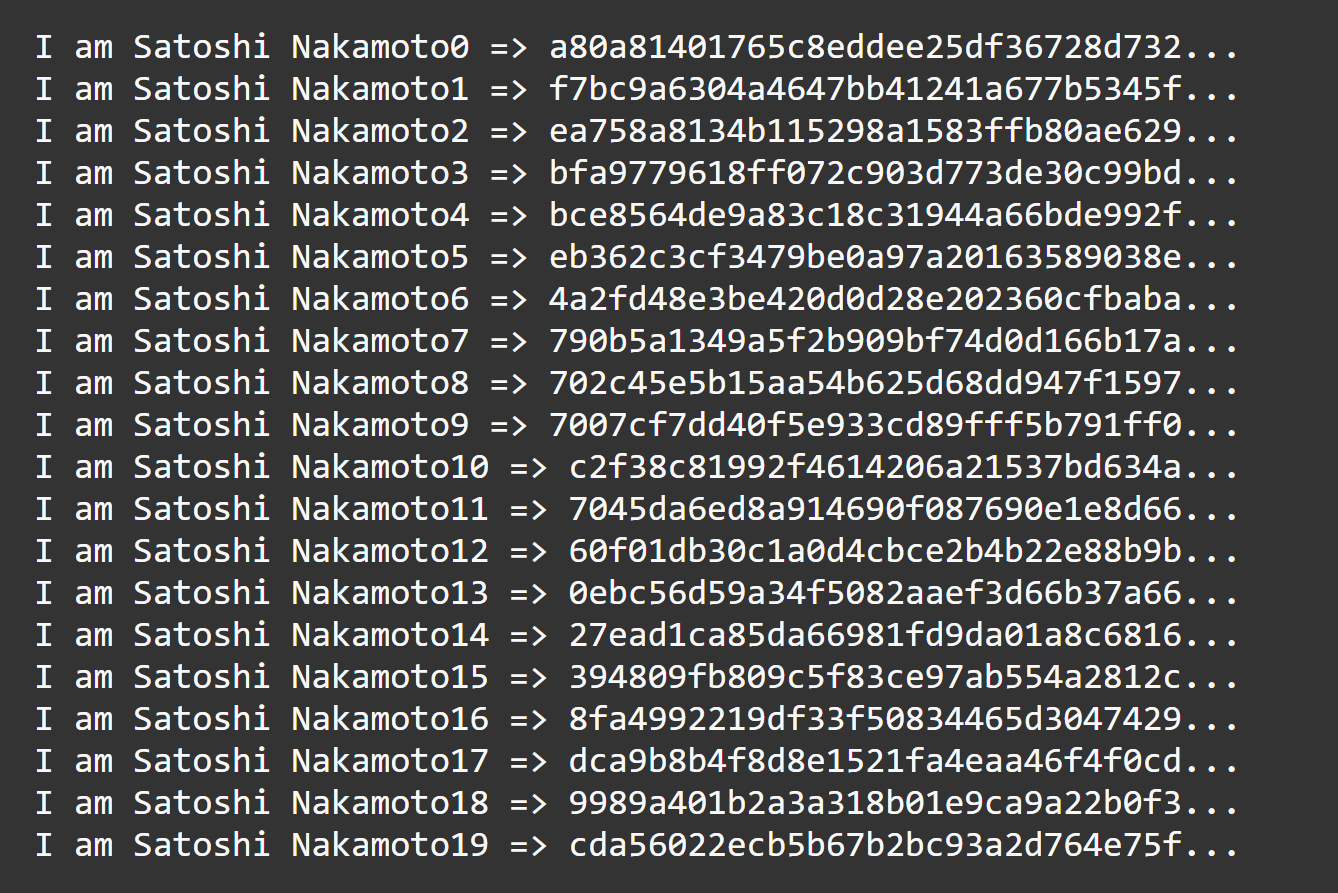 I am Satoshi Nakamoto0 => a80a81401765c8eddee25df36728d732...
I am Satoshi Nakamoto1 => f7bc9a6304a4647bb41241a677b5345f...
I am Satoshi Nakamoto2 => ea758a8134b115298a1583ffb80ae629...
I am Satoshi Nakamoto3 => bfa9779618ff072c903d773de30c99bd...
I am Satoshi Nakamoto4 => bce8564de9a83c18c31944a66bde992f...
I am Satoshi Nakamoto5 => eb362c3cf3479be0a97a20163589038e...
I am Satoshi Nakamoto6 => 4a2fd48e3be420d0d28e202360cfbaba...
I am Satoshi Nakamoto7 => 790b5a1349a5f2b909bf74d0d166b17a...
I am Satoshi Nakamoto8 => 702c45e5b15aa54b625d68dd947f1597...
I am Satoshi Nakamoto9 => 7007cf7dd40f5e933cd89fff5b791ff0...
I am Satoshi Nakamoto10 => c2f38c81992f4614206a21537bd634a...
I am Satoshi Nakamoto11 => 7045da6ed8a914690f087690e1e8d66...
I am Satoshi Nakamoto12 => 60f01db30c1a0d4cbce2b4b22e88b9b...
I am Satoshi Nakamoto13 => 0ebc56d59a34f5082aaef3d66b37a66...
I am Satoshi Nakamoto14 => 27ead1ca85da66981fd9da01a8c6816...
I am Satoshi Nakamoto15 => 394809fb809c5f83ce97ab554a2812c...
I am Satoshi Nakamoto16 => 8fa4992219df33f50834465d3047429...
I am Satoshi Nakamoto17 => dca9b8b4f8d8e1521fa4eaa46f4f0cd...
I am Satoshi Nakamoto18 => 9989a401b2a3a318b01e9ca9a22b0f3...
I am Satoshi Nakamoto19 => cda56022ecb5b67b2bc93a2d764e75f...